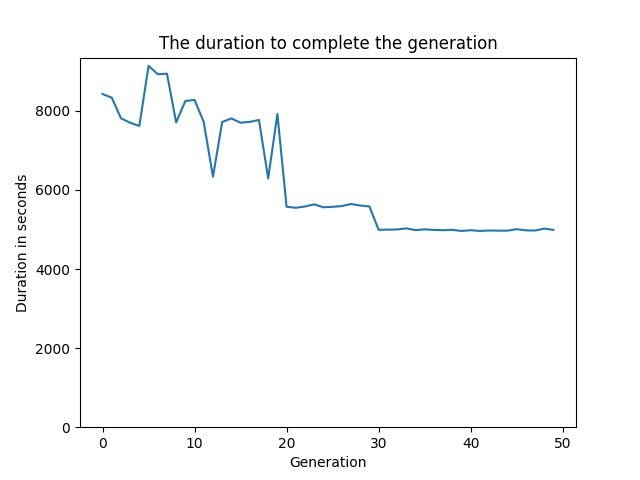 The duration to complete the generation
Duration in seconds
8000
6000
4000
2000
0
0 10 20 30 40 50
Generation